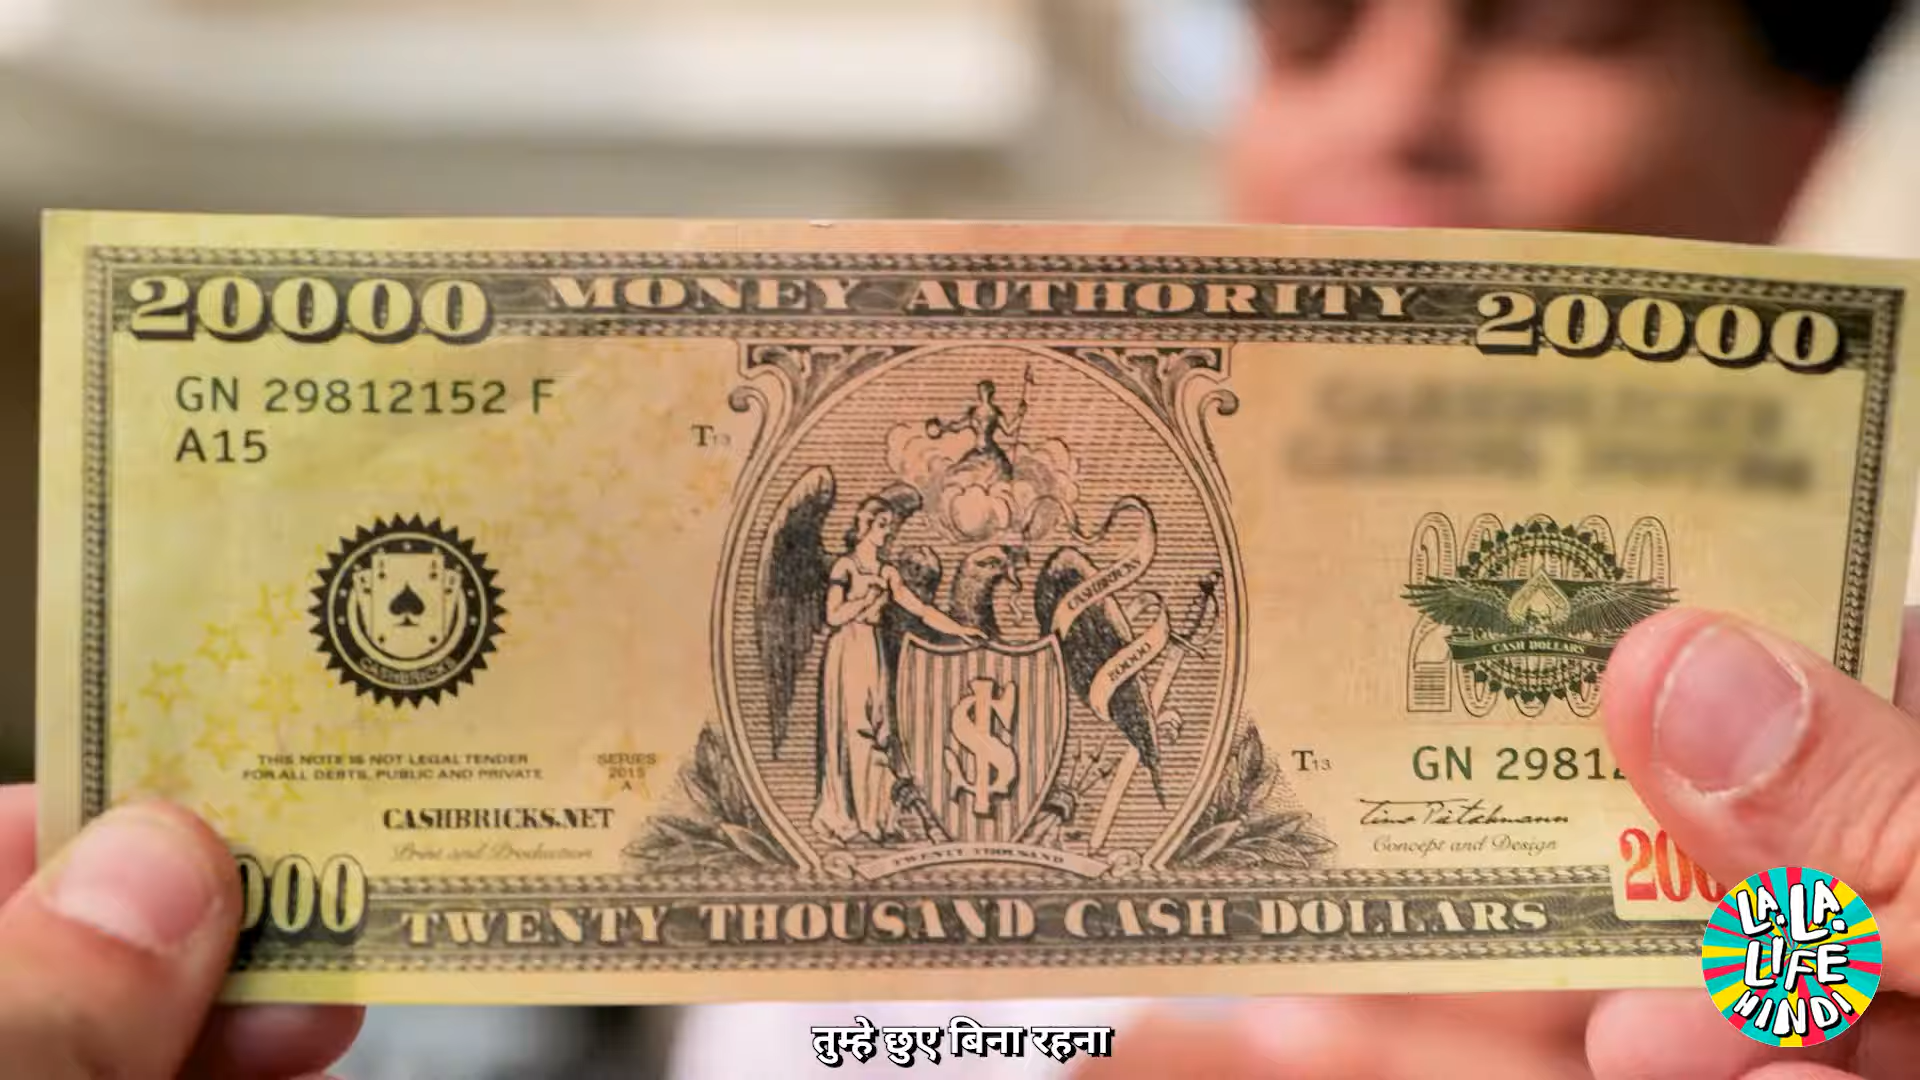 20000 MONEY AUTHORITY 20000
GN 29812152 F
A15
T13
CASHBRICKS
20000
CASH DOLLARS
THIS NOTE IS NOT LEGAL TENDER
FOR ALL DEBTS, PUBLIC AND PRIVATE
SERIES
2015
A
CASHBRICKS.NET
Print and Production
$
TWENTY THOUSAND
T13
GN 2981
Concept and Design
200
000 TWENTY THOUSAND CASH DOLLARS
LA.LA.
LIFE
HINDI
तुम्हे छुए बिना रहना